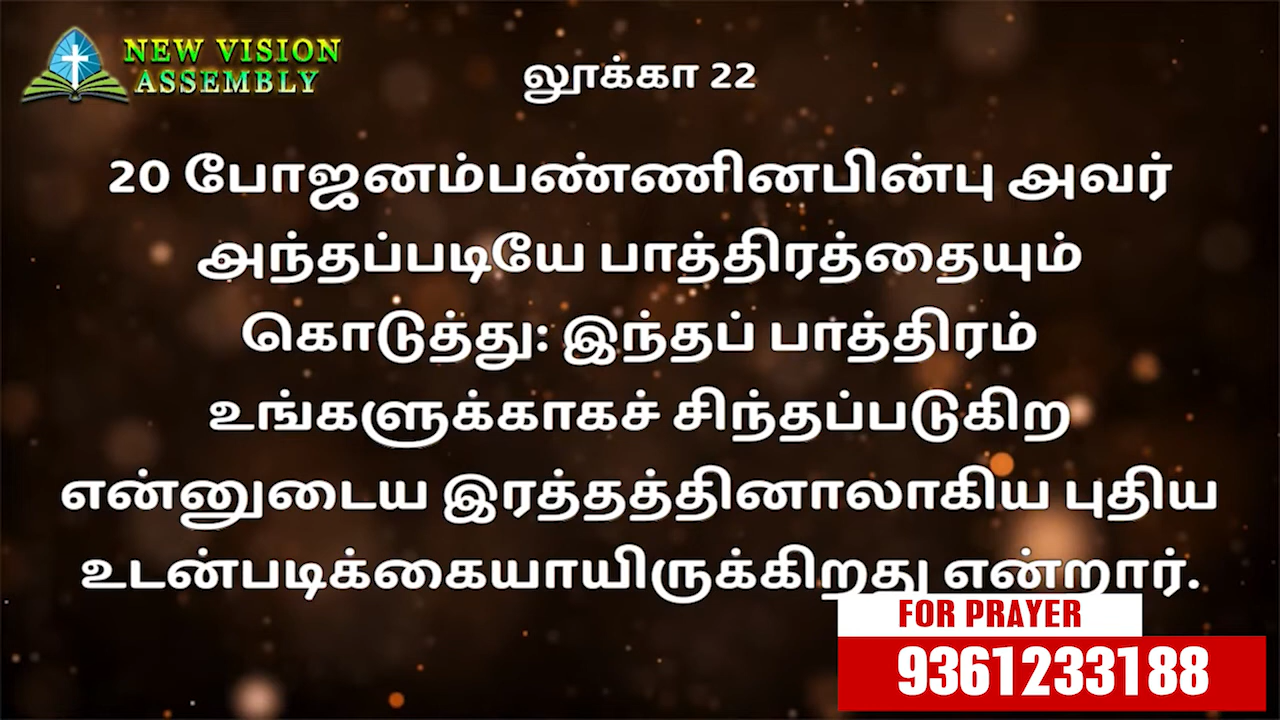 NEW VISION
ASSEMBLY
லூக்கா 22
20 போஜனம்பண்ணினபின்பு அவர்
அந்தப்படியே பாத்திரத்தையும்
கொடுத்து: இந்தப் பாத்திரம்
உங்களுக்காகச் சிந்தப்படுகிற
என்னுடைய இரத்தத்தினாலாகிய புதிய
உடன்படிக்கையாயிருக்கிறது என்றார்.
FOR PRAYER
9361233188